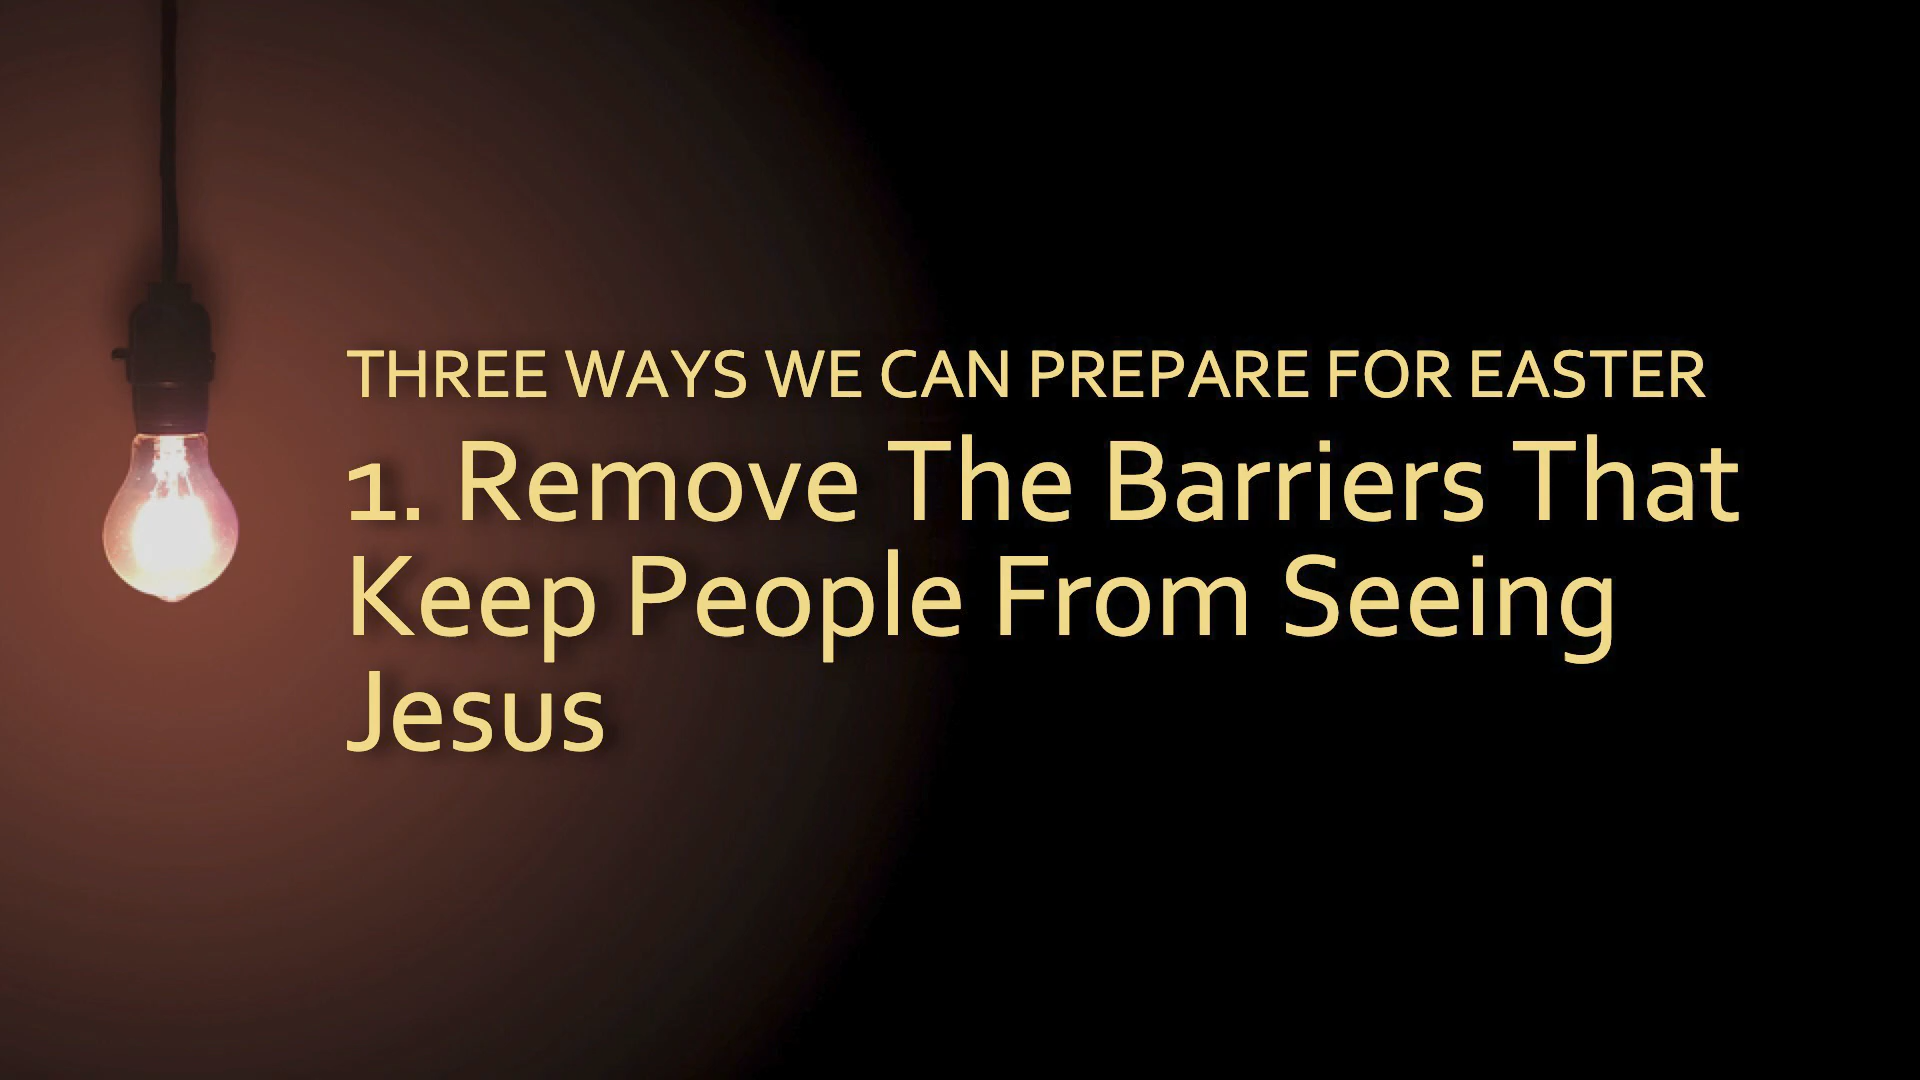 THREE WAYS WE CAN PREPARE FOR EASTER
1. Remove The Barriers That
Keep People From Seeing
Jesus